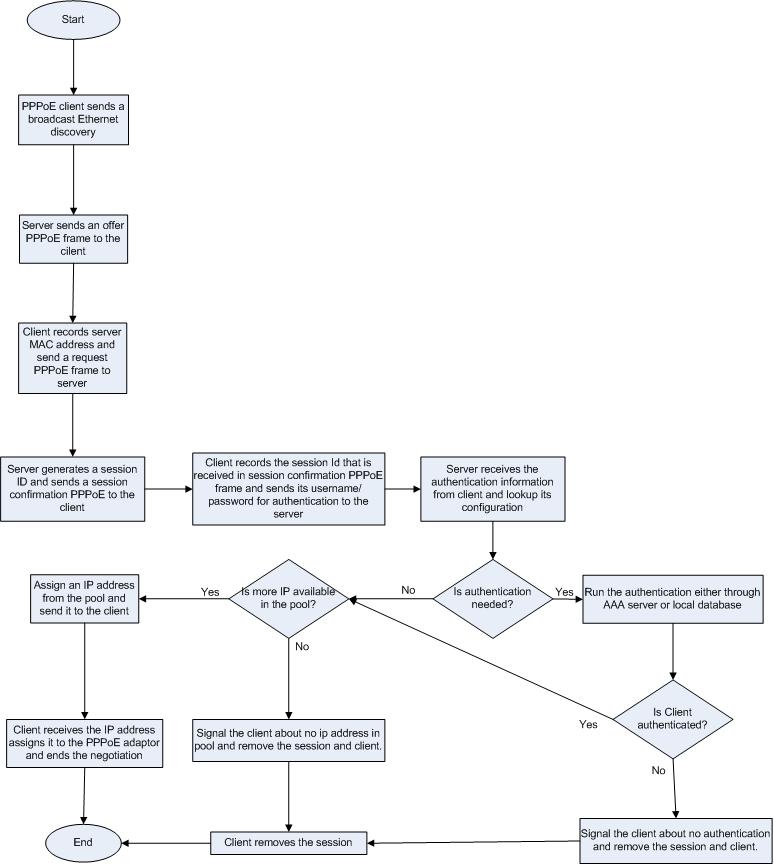 Start
PPPoE client sends a
broadcast Ethernet
discovery
Server sends an offer
PPPoE frame to the
cilent
Client records server
MAC address and
send a request
PPPoE frame to
server
Server generates a session
ID and sends a session
confirmation PPPoE to the
client
Client records the session Id that is
received in session confirmation PPPoE
frame and sends its username/
password for authentication to the
server
Server receives the
authentication information
from client and lookup its
configuration
Is authentication
needed?
Yes
No
Run the authentication either through
AAA server or local database
Is more IP available
in the pool?
Yes
No
Assign an IP address
from the pool and
send it to the client
Is Client
authenticated?
Yes
No
Client receives the IP address
assigns it to the PPPoE adaptor
and ends the negotiation
Signal the client about no ip address in
pool and remove the session and client.
Signal the client about no authentication
and remove the session and client.
Client removes the session
End